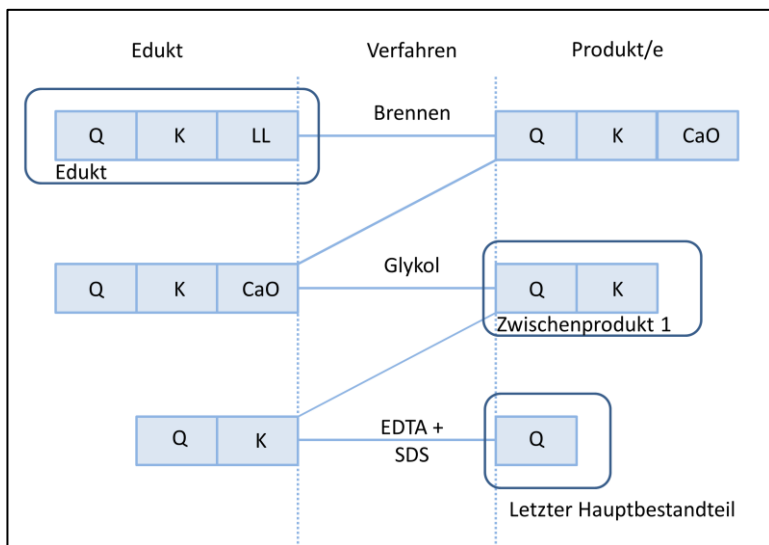 Edukt Verfahren Produkt/e
Brennen
Q K LL Q K CaO
Edukt
Glykol
Q K CaO Q K
Zwischenprodukt 1
EDTA +
Q K Q
SDS
Letzter Hauptbestandteil